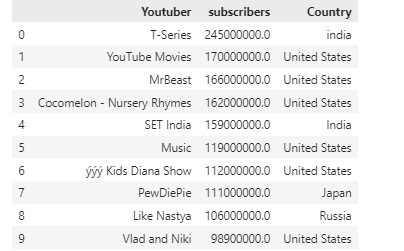 Youtuber subscribers Country
0 T-Series 245000000.0 india
1 YouTube Movies 170000000.0 United States
2 MrBeast 166000000.0 United States
3 Cocomelon - Nursery Rhymes 162000000.0 United States
4 SET India 159000000.0 India
5 Music 119000000.0 United States
6 ýýý Kids Diana Show 112000000.0 United States
7 PewDiePie 111000000.0 Japan
8 Like Nastya 106000000.0 Russia
9 Vlad and Niki 98900000.0 United States